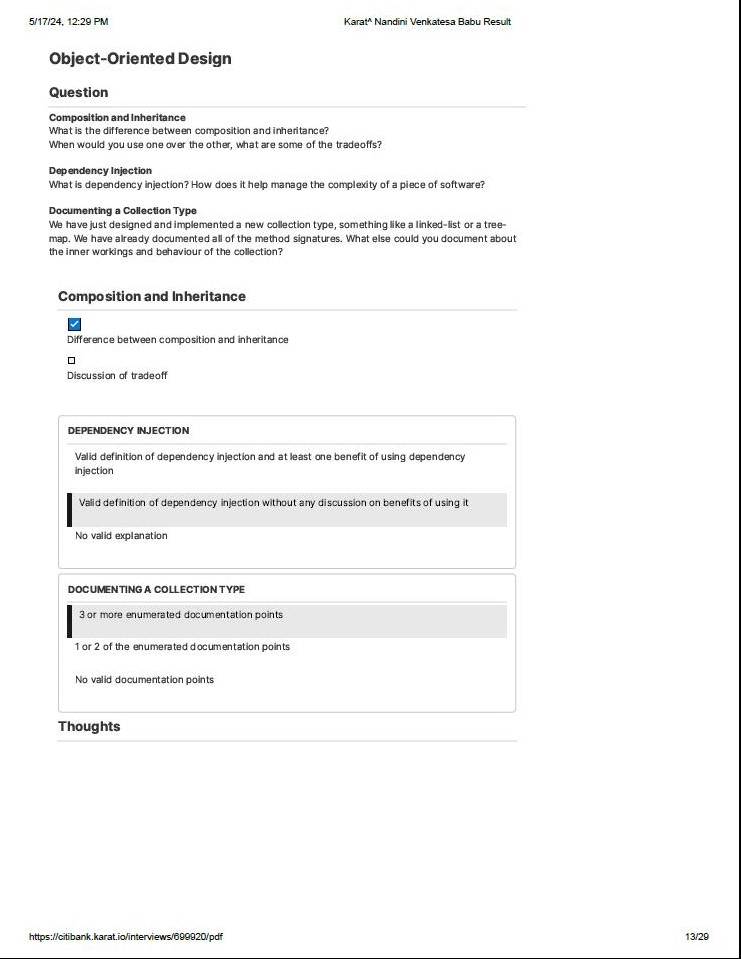 5/17/24, 12:29 PM
Karat^ Nandini Venkatesa Babu Result
Object-Oriented Design
Question
Composition and Inheritance
What is the difference between composition and inheritance?
When would you use one over the other, what are some of the tradeoffs?
Dependency Injection
What is dependency injection? How does it help manage the complexity of a piece of software?
Documenting a Collection Type
We have just designed and implemented a new collection type, something like a linked-list or a tree-
map. We have already documented all of the method signatures. What else could you document about
the inner workings and behaviour of the collection?
Composition and Inheritance
Difference between composition and inheritance
Discussion of tradeoff
DEPENDENCY INJECTION
Valid definition of dependency injection and at least one benefit of using dependency
injection
Valid definition of dependency injection without any discussion on benefits of using it
No valid explanation
DOCUMENTING A COLLECTION TYPE
3 or more enumerated documentation points
1 or 2 of the enumerated documentation points
No valid documentation points
Thoughts
https://citibank.karat.io/interviews/699920/pdf
13/29